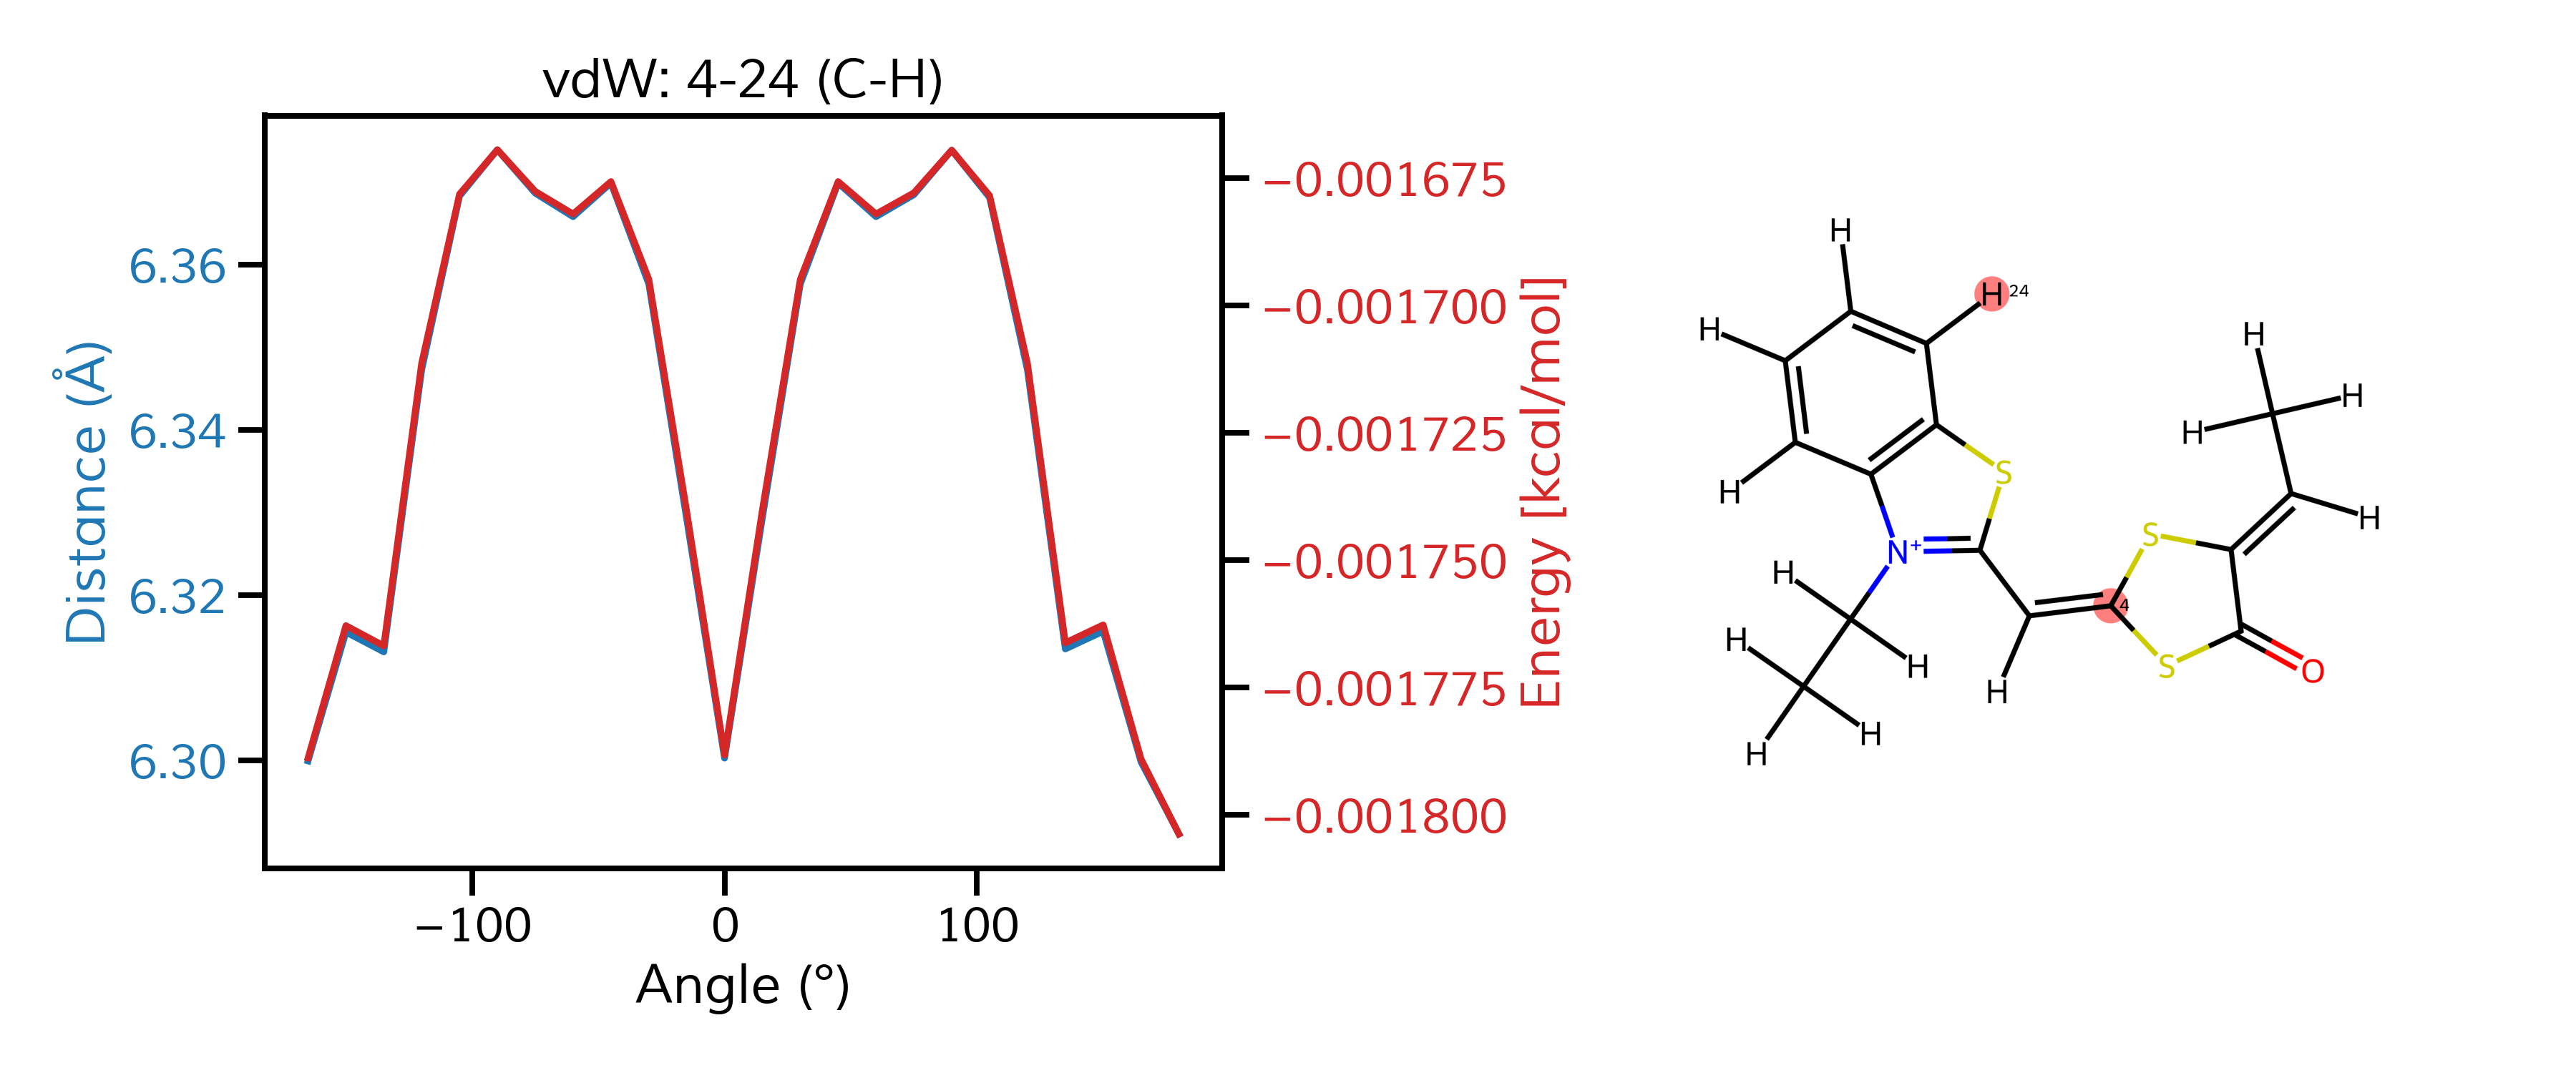 vdW: 4-24 (C-H)
Distance (Å)
6.36
6.34
6.32
6.30
−100
0
100
Angle (°)
−0.001675
−0.001700
−0.001725
−0.001750
−0.001775
−0.001800
Energy [kcal/mol]
H
H 24
H
H
H
H
H
S
S
H
N+
H
4
H
H
S
O
H
H
H